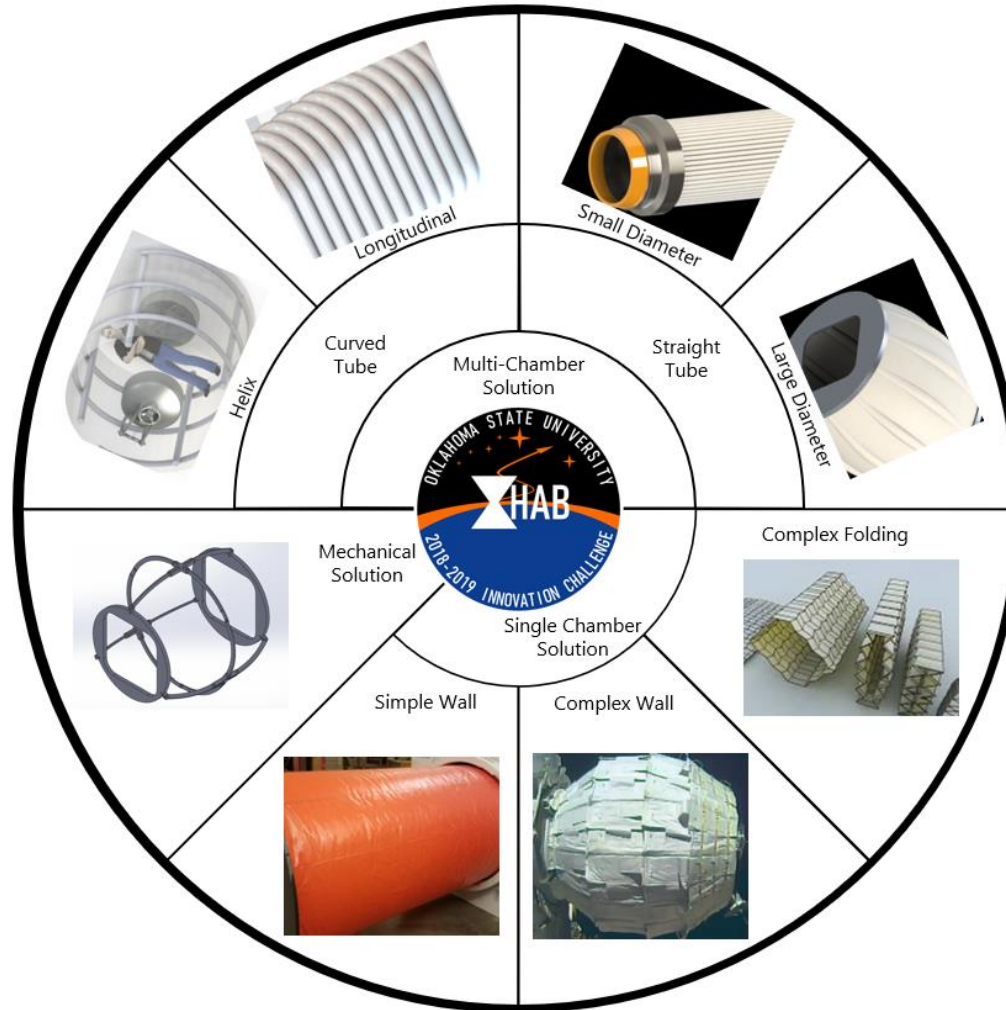 Longitudinal
Small Diameter
Helix
Curved
Tube
Multi-Chamber
Solution
Straight
Tube
Large Diameter
OKLAHOMA STATE UNIVERSITY
XHAB
2018-2019 INNOVATION CHALLENGE
Mechanical
Solution
Single Chamber
Solution
Complex Folding
Simple Wall
Complex Wall